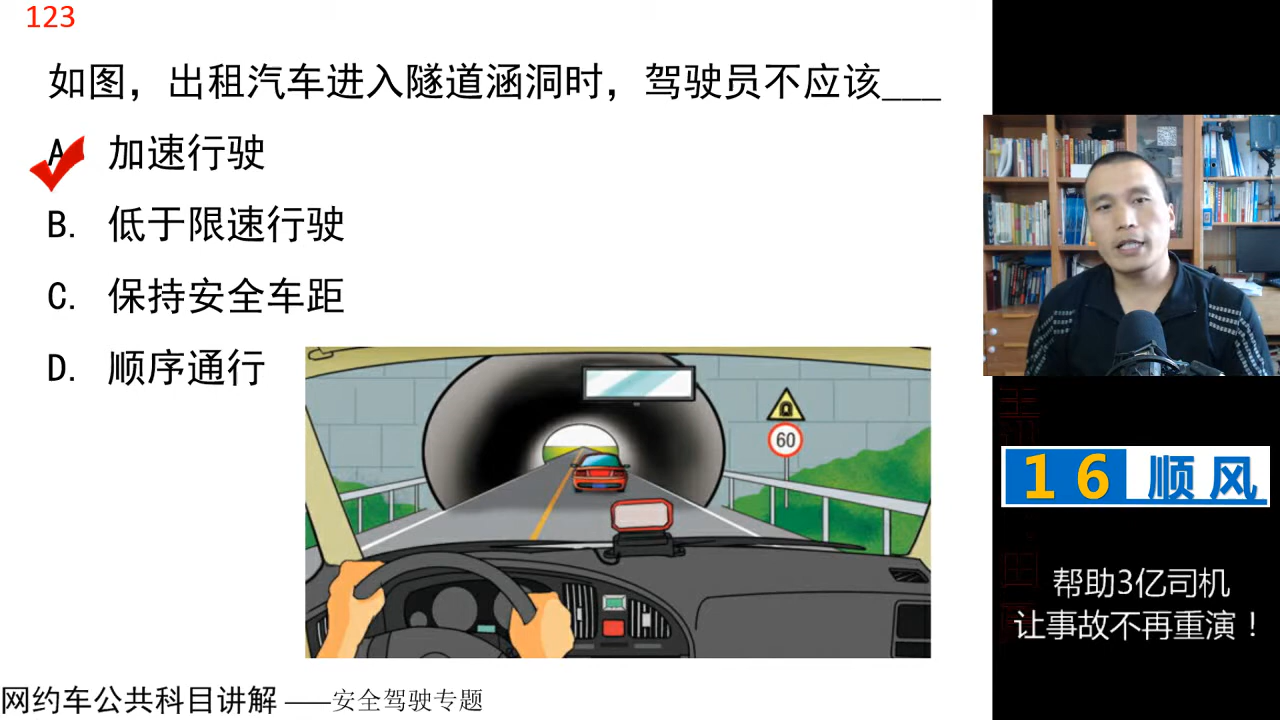 123
如图，出租汽车进入隧道涵洞时，驾驶员不应该___
A. 加速行驶
B. 低于限速行驶
C. 保持安全车距
D. 顺序通行
60
16顺风
帮助3亿司机
让事故不再重演！
网约车公共科目讲解 ——安全驾驶专题